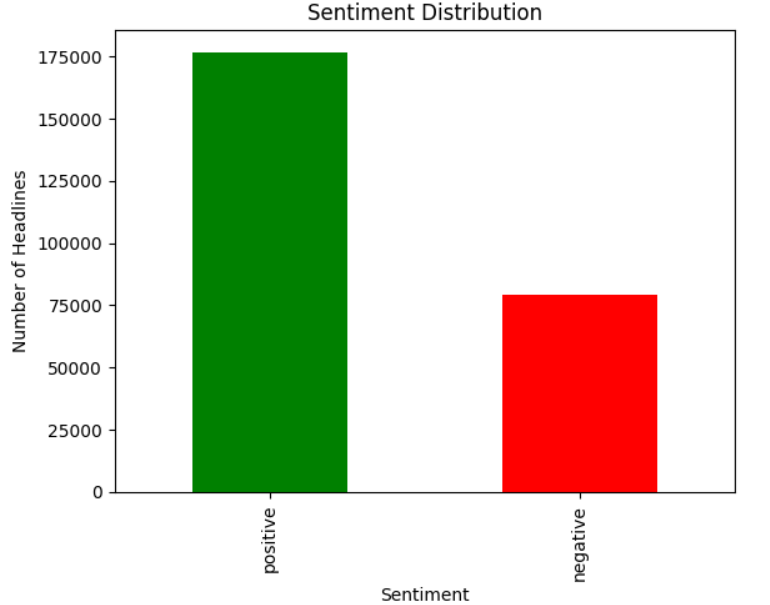 Sentiment Distribution
Number of Headlines
175000
150000
125000
100000
75000
50000
25000
0
positive
negative
Sentiment